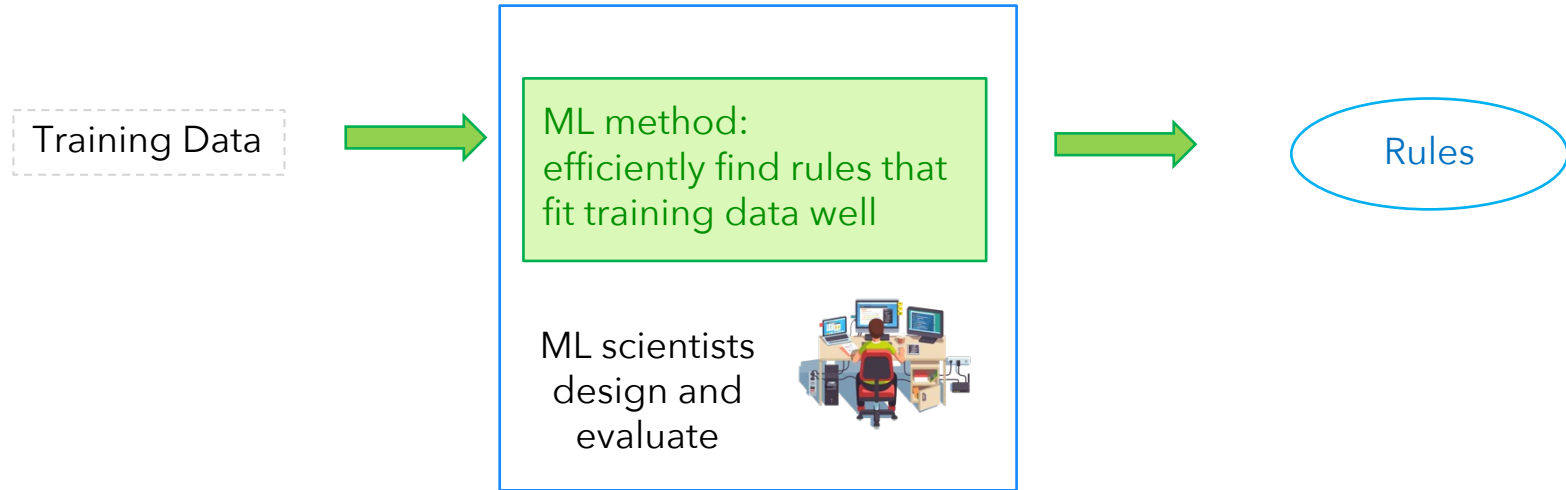 Training Data
ML method:
efficiently find rules that
fit training data well
ML scientists
design and
evaluate
Rules